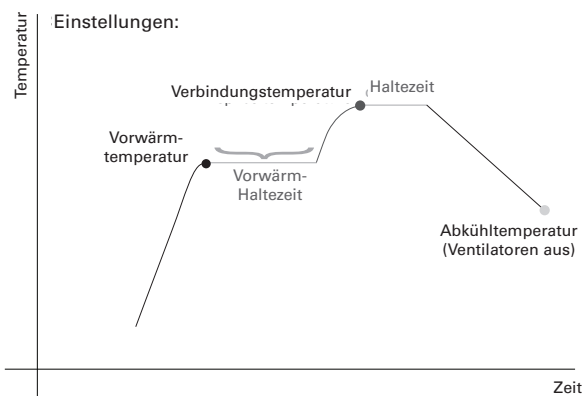 Temperatur
Einstellungen:
Verbindungstemperatur
Haltezeit
Vorwärm-
temperatur
Vorwärm-
Haltezeit
Abkühltemperatur
(Ventilatoren aus)
Zeit